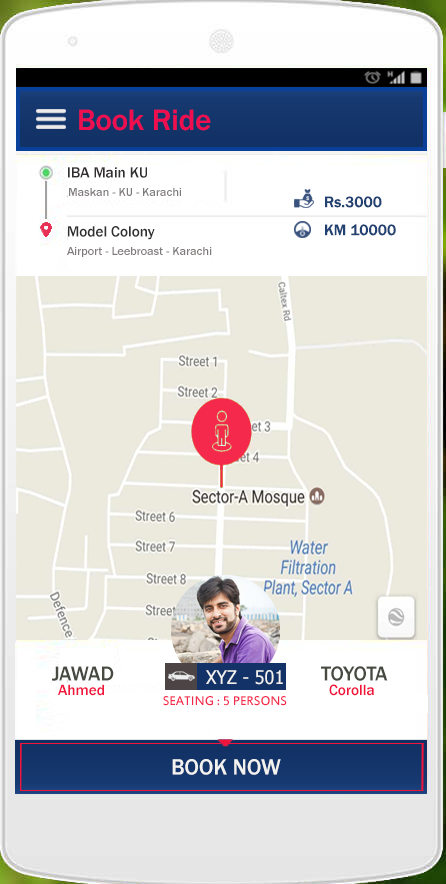 H
Book Ride
IBA Main KU
Maskan - KU - Karachi
Rs.3000
Model Colony
KM 10000
Airport - Leebroast - Karachi
Caltex Rd
Street 1
Street 2
et 3
et 4
Sector-A Mosque
Street 6
Street 7
Water
Filtration
Plant, Sector A
Street 8
Street
Defence
JAWAD
Ahmed
XYZ - 501
SEATING : 5 PERSONS
TOYOTA
Corolla
BOOK NOW